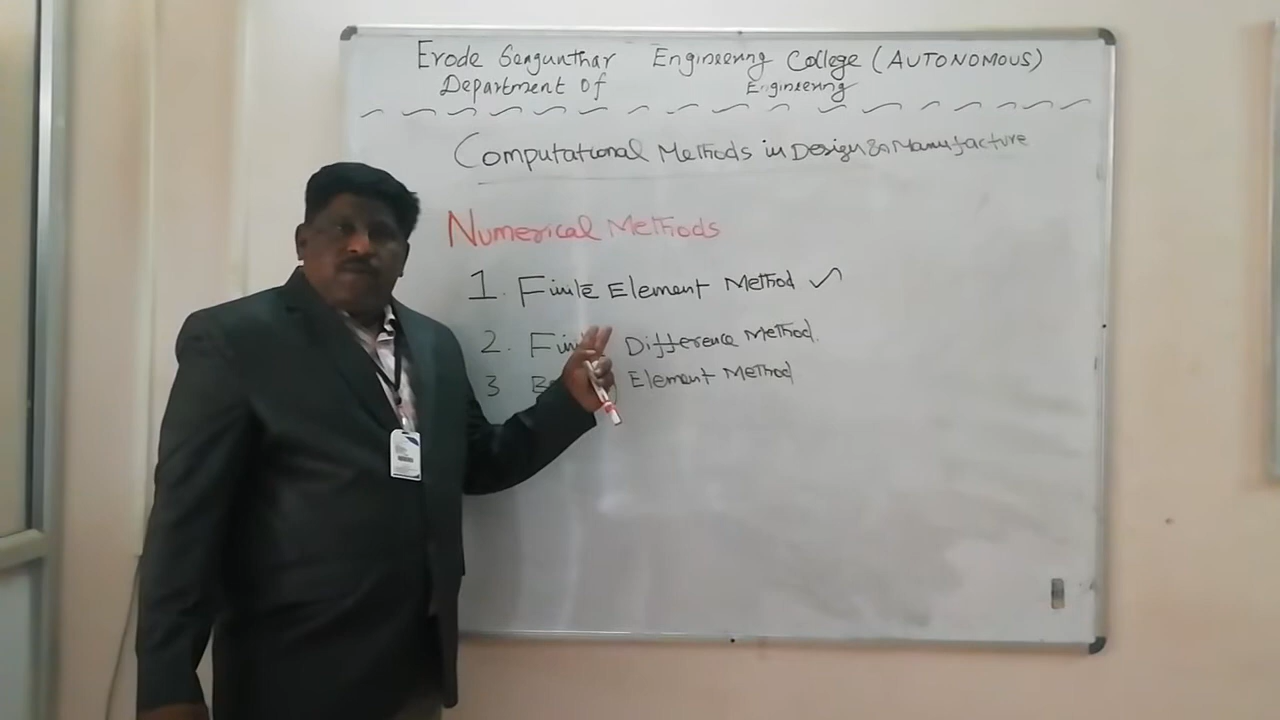 Erode Sengunthar Engineering College (AUTONOMOUS)
Department of Engineering
Computational Methods in Design & Manufacture
Numerical Methods
1. Finite Element Method ✓
2. Difference Method.
3 Element Method